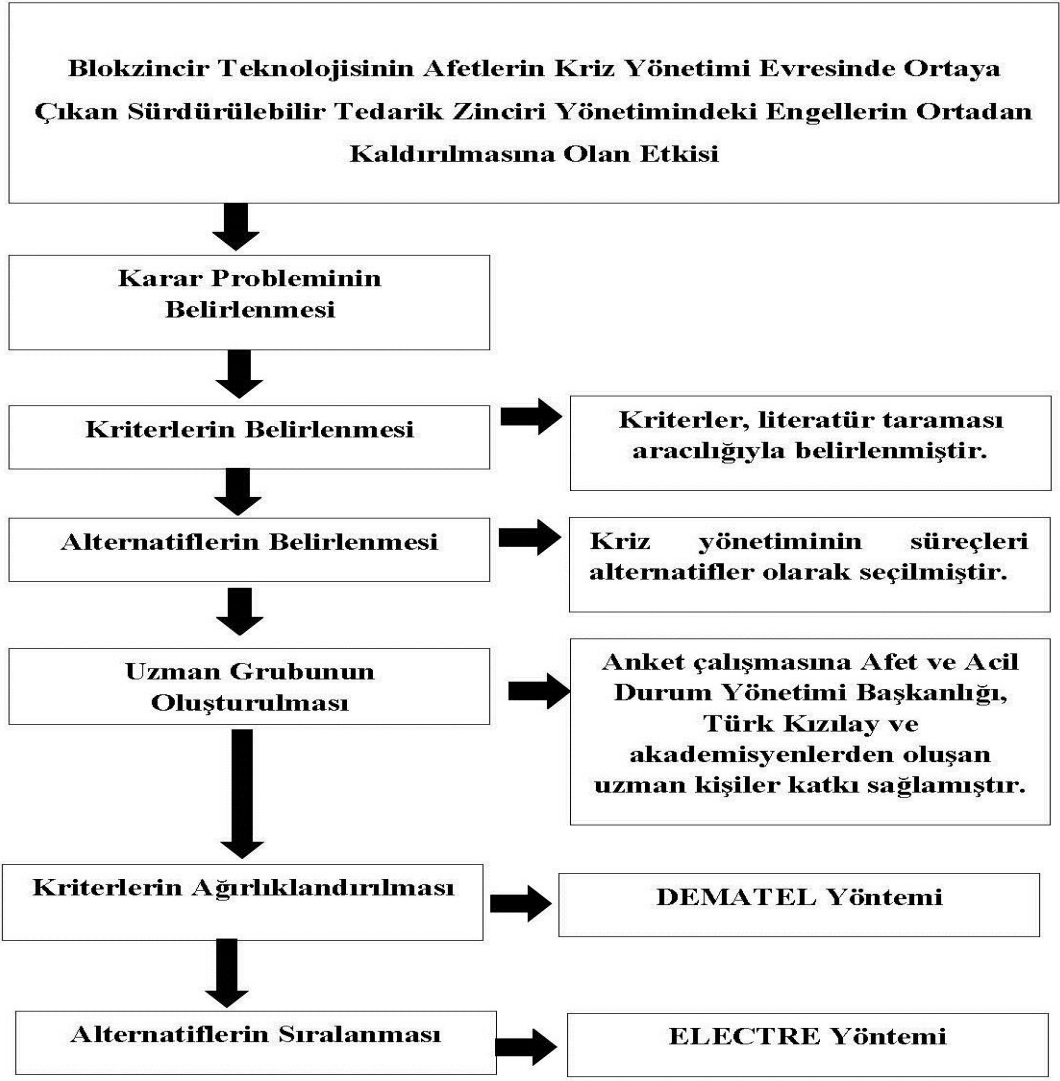 Blokzincir Teknolojisinin Afetlerin Kriz Yönetimi Evresinde Ortaya
Çıkan Sürdürülebilir Tedarik Zinciri Yönetimindeki Engellerin Ortadan
Kaldırılmasına Olan Etkisi
Karar Probleminin
Belirlenmesi
Kriterlerin Belirlenmesi
Kriterler, literatür taraması
aracılığıyla belirlenmiştir.
Alternatiflerin Belirlenmesi
Kriz yönetiminin süreçleri
alternatifler olarak seçilmiştir.
Uzman Grubunun
Oluşturulması
Anket çalışmasına Afet ve Acil
Durum Yönetimi Başkanlığı,
Türk Kızılay ve
akademisyenlerden oluşan
uzman kişiler katkı sağlamıştır.
Kriterlerin Ağırlıklandırılması
DEMATEL Yöntemi
Alternatiflerin Sıralanması
ELECTRE Yöntemi